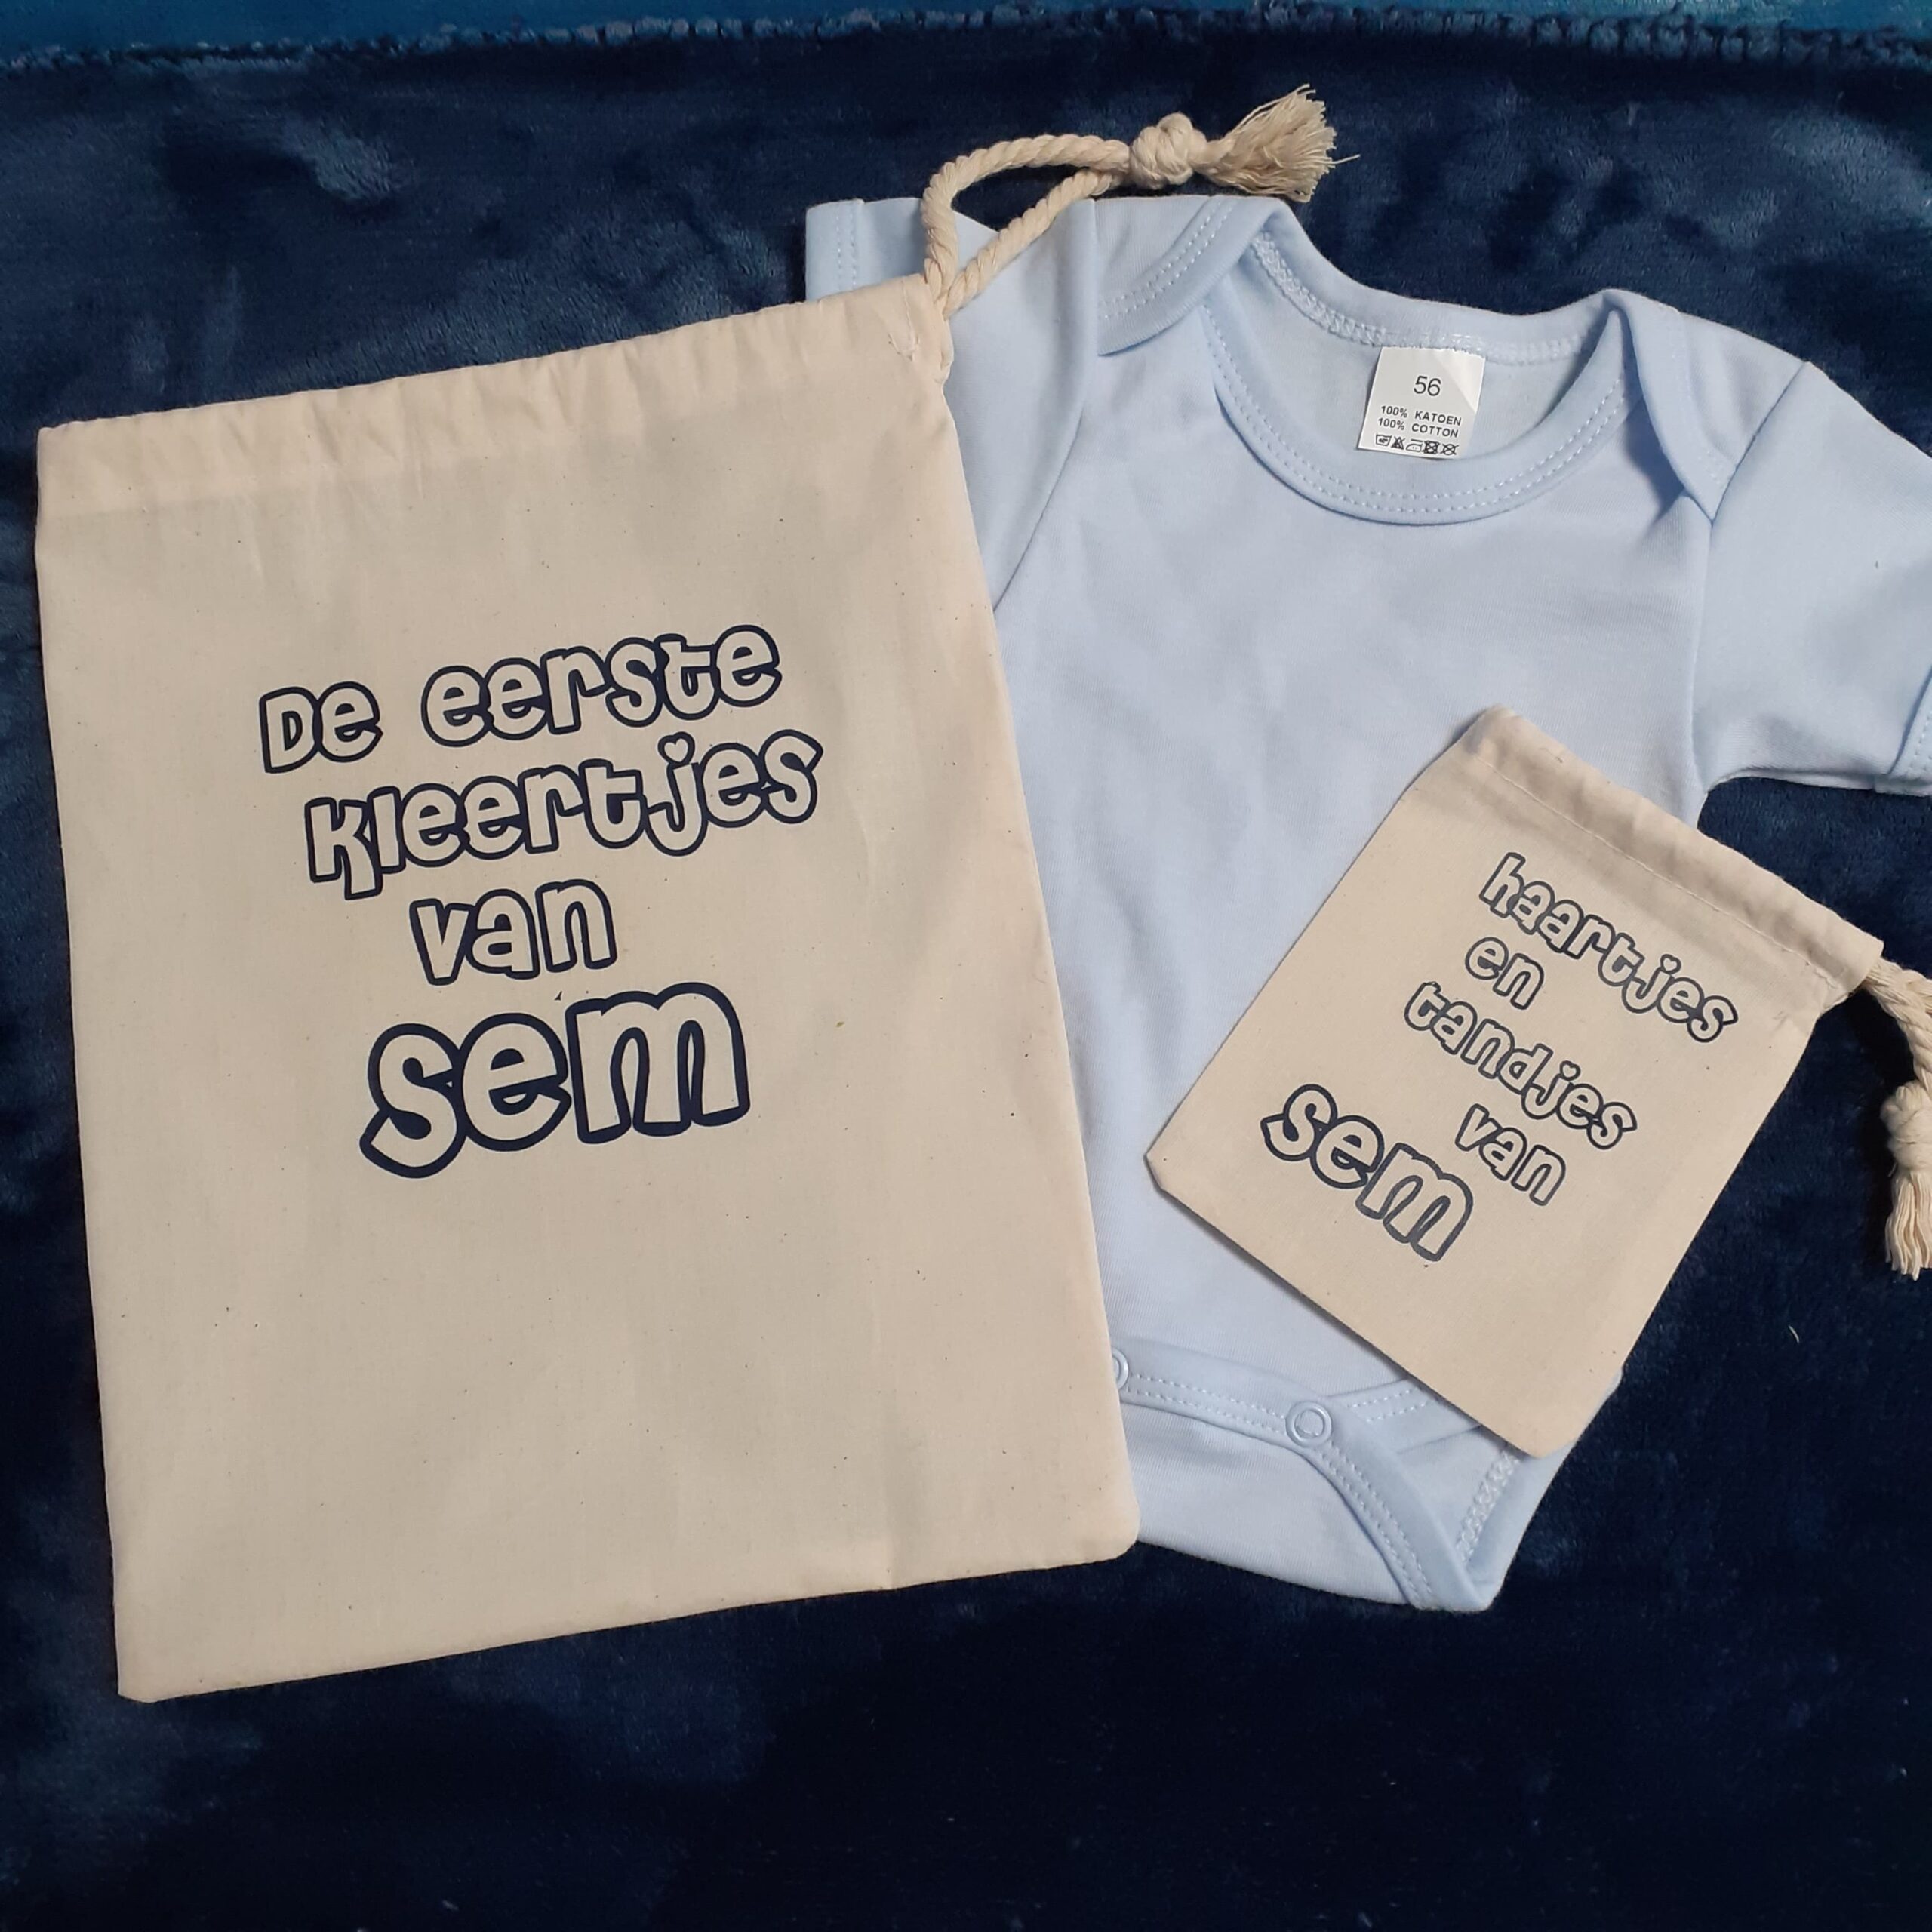 De eerste
kleertjes
van
sem
56
100% KATOEN
100% COTTON
haartjes
en
tandjes
van
sem